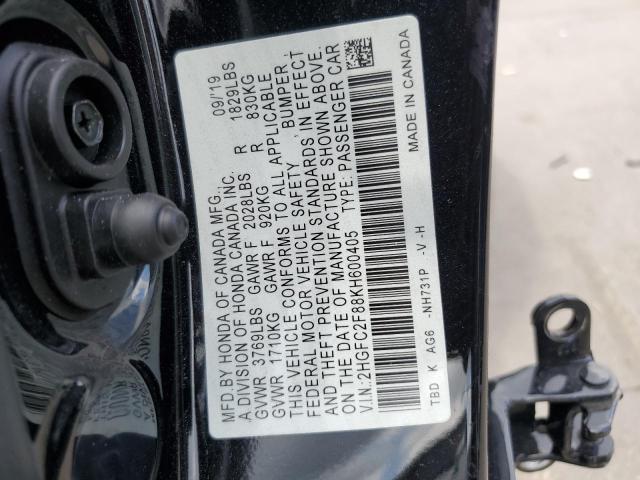 MFD.BY HONDA OF CANADA MFG.; 09/'19
A DIVISION OF HONDA CANADA INC.
GVWR 3769LBS GAWR F 2028LBS R 1829LBS
GVWR 1710KG GAWR F 920KG R 830KG
THIS VEHICLE CONFORMS TO ALL APPLICABLE
FEDERAL MOTOR VEHICLE SAFETY, BUMPER
AND THEFT PREVENTION STANDARDS IN EFFECT
ON THE DATE OF MANUFACTURE SHOWN ABOVE.
V.I.N.:2HGFC2F88KH600405 TYPE: PASSENGER CAR
TBD K AG6 -NH731P -V-H MADE IN CANADA